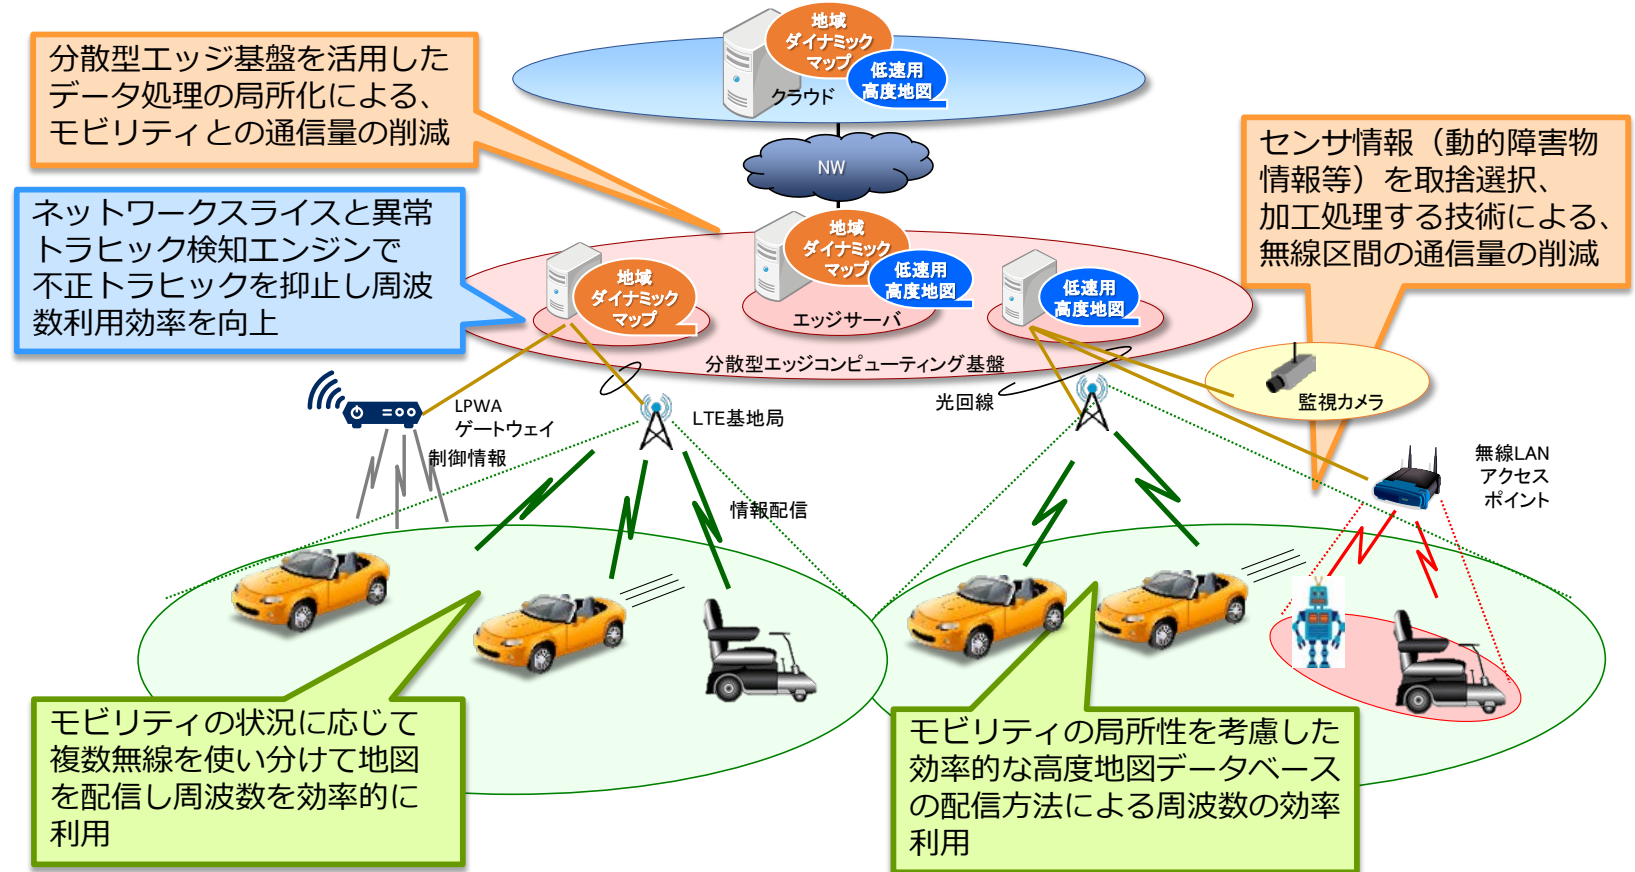 地域
ダイナミック
マップ
低速用
高度地図
クラウド
分散型エッジ基盤を活用した
データ処理の局所化による、
モビリティとの通信量の削減
NW
センサ情報（動的障害物
情報等）を取捨選択、
加工処理する技術による、
無線区間の通信量の削減
ネットワークスライスと異常
トラヒック検知エンジンで
不正トラヒックを抑止し周波
数利用効率を向上
地域
ダイナミック
マップ
地域
ダイナミック
マップ
低速用
高度地図
低速用
高度地図
エッジサーバ
分散型エッジコンピューティング基盤
LPWA
ゲートウェイ
制御情報
LTE基地局
光回線
監視カメラ
無線LAN
アクセス
ポイント
情報配信
モビリティの状況に応じて
複数無線を使い分けて地図
を配信し周波数を効率的に
利用
モビリティの局所性を考慮した
効率的な高度地図データベース
の配信方法による周波数の効率
利用